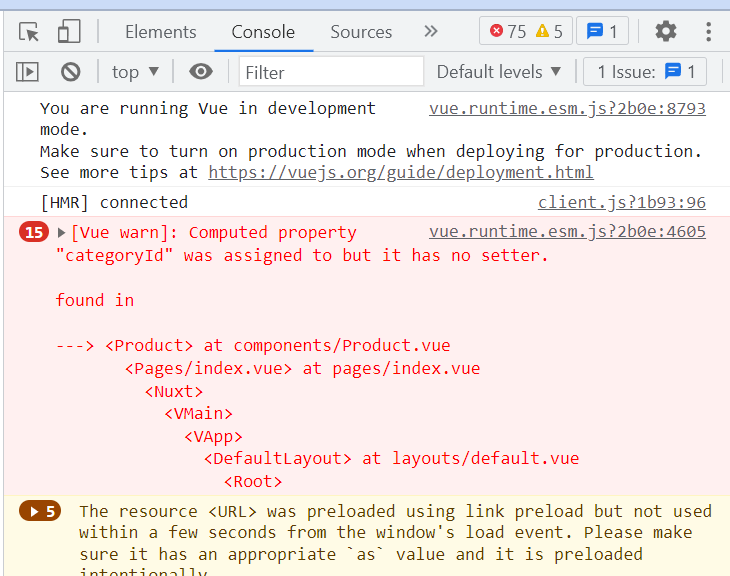 Elements Console Sources » 75 5 1
top ▼ Filter Default levels ▼ 1 Issue: 1
You are running Vue in development vue.runtime.esm.js?2b0e:8793
mode.
Make sure to turn on production mode when deploying for production.
See more tips at https://vuejs.org/guide/deployment.html
[HMR] connected client.js?1b93:96
15 ▶[Vue warn]: Computed property vue.runtime.esm.js?2b0e:4605
"categoryId" was assigned to but it has no setter.
found in
---> <Product> at components/Product.vue
<Pages/index.vue> at pages/index.vue
<Nuxt>
<VMain>
<VApp>
<DefaultLayout> at layouts/default.vue
<Root>
▶ 5 The resource <URL> was preloaded using link preload but not used
within a few seconds from the window's load event. Please make
sure it has an appropriate `as` value and it is preloaded
intentionally